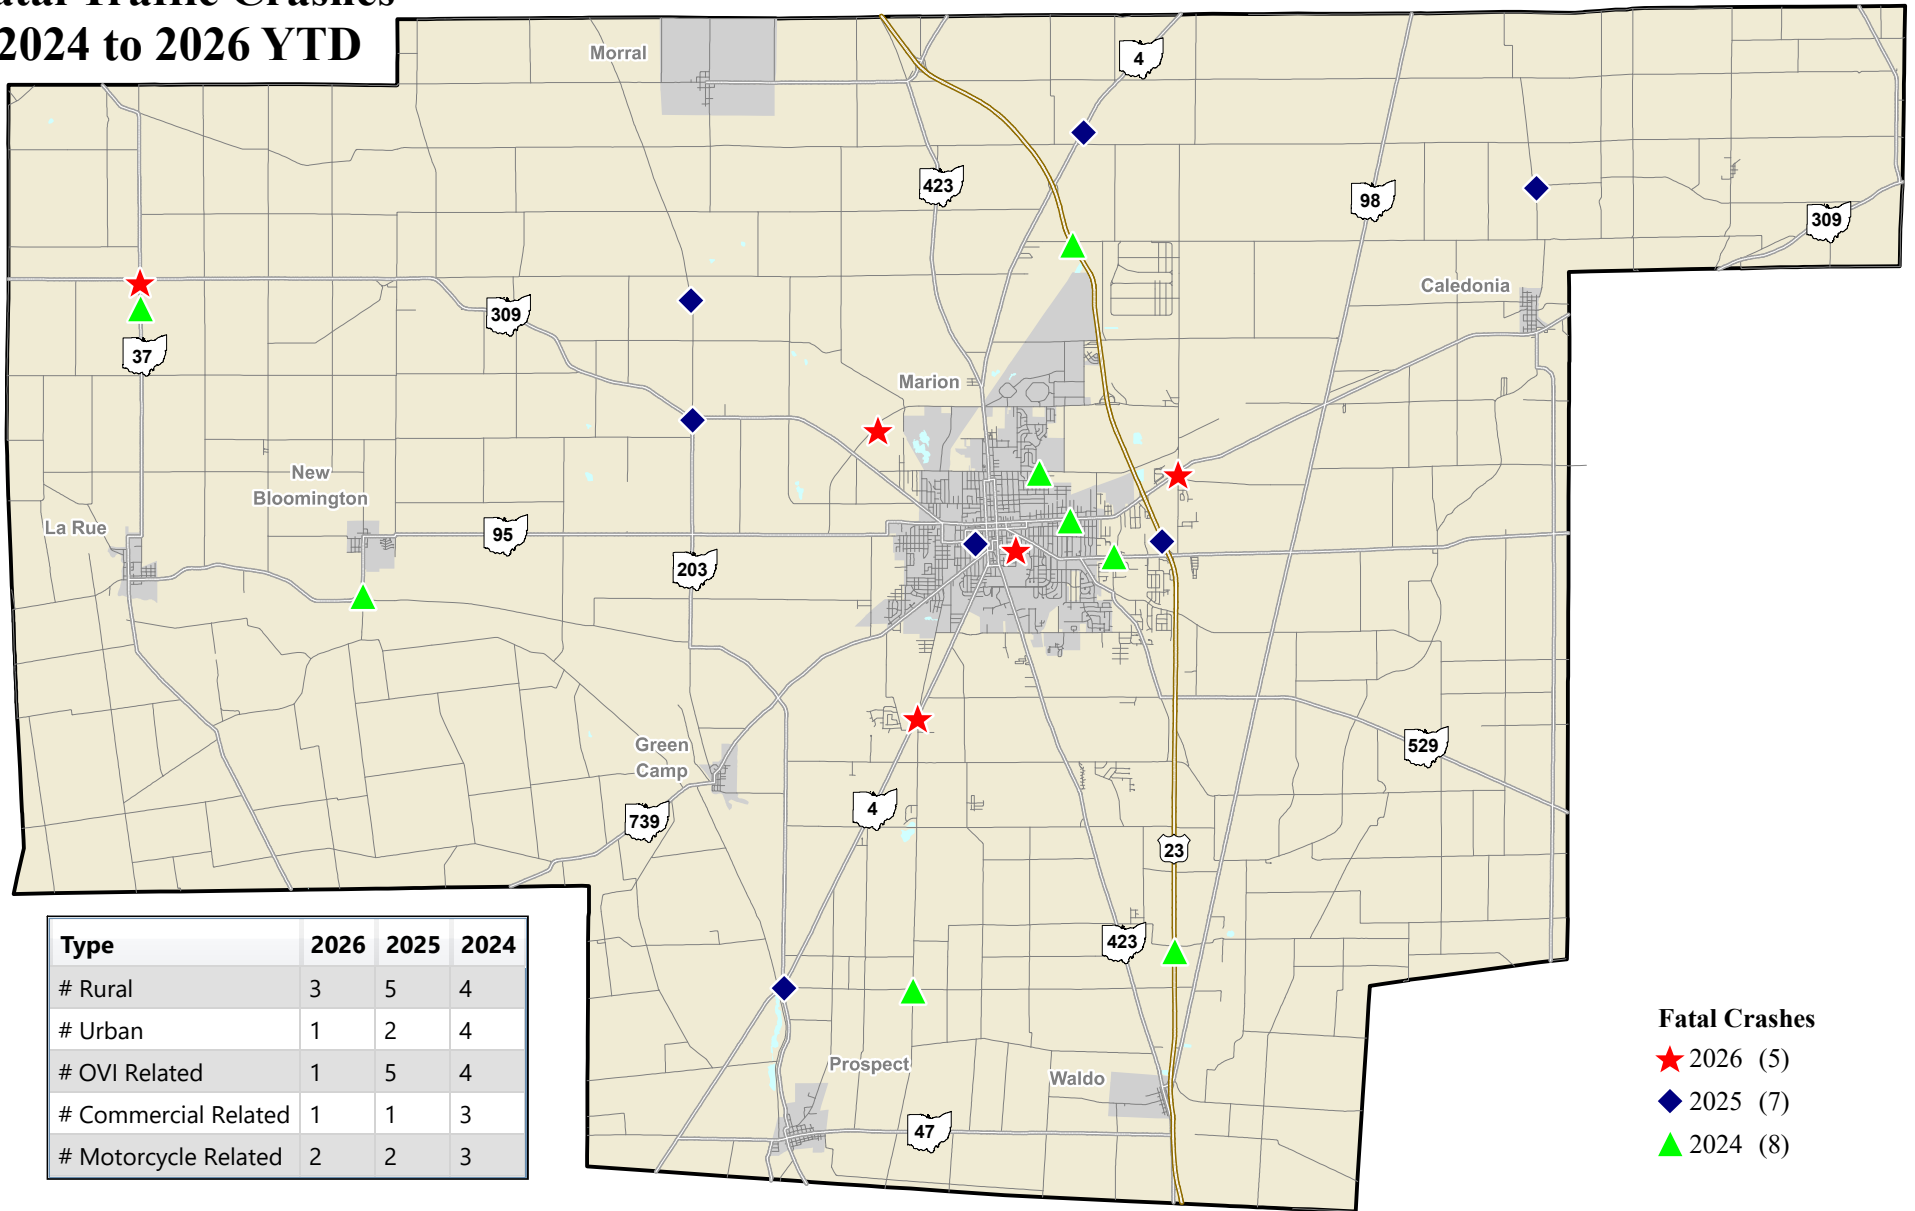 2024 to 2026 YTD
Morral
4
423
98
309
Caledonia
309
37
Marion
New
Bloomington
La Rue
95
203
Green
Camp
529
739
4
23
423
Prospect
Waldo
47
Type 2026 2025 2024
# Rural 3 5 4
# Urban 1 2 4
# OVI Related 1 5 4
# Commercial Related 1 1 3
# Motorcycle Related 2 2 3
Fatal Crashes
2026 (5)
2025 (7)
2024 (8)